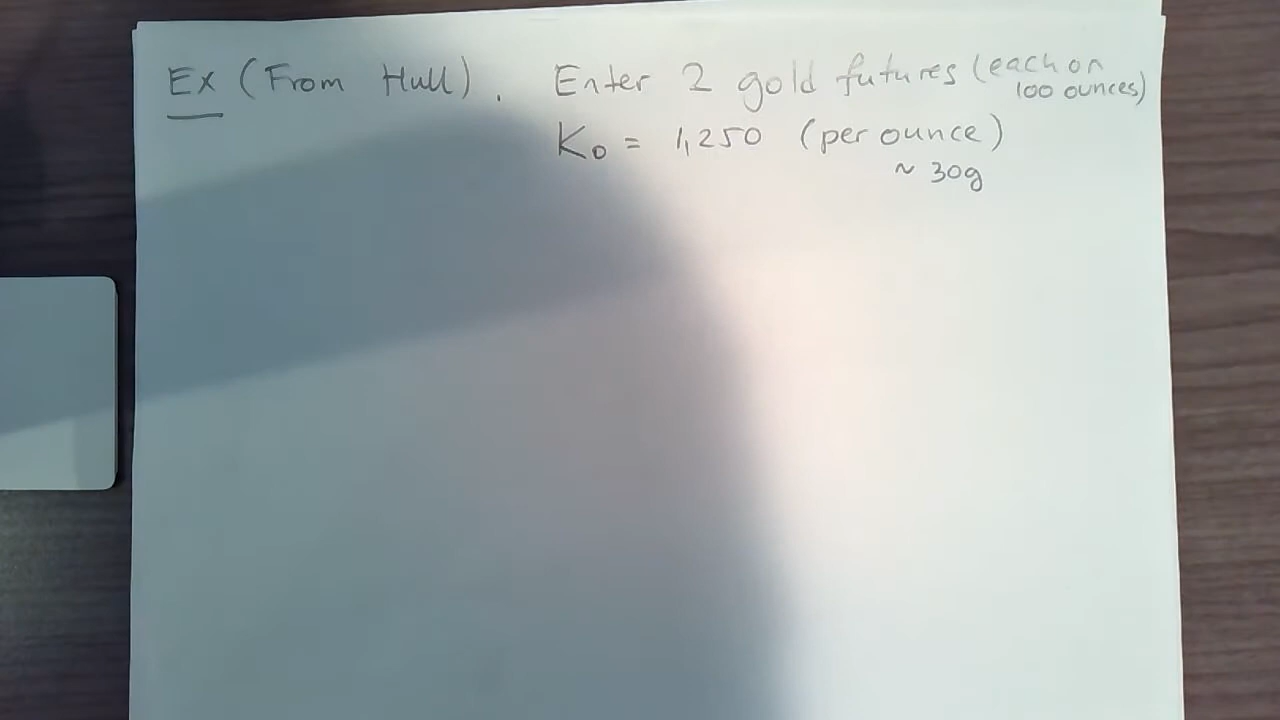 Ex (From Hull). Enter 2 gold futures (each on
100 ounces)
K₀ = 1,250 (per ounce)
~ 30g